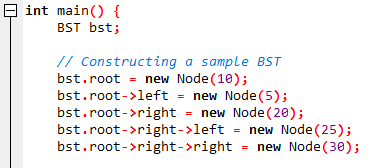 int main() {
    BST bst;

    // Constructing a sample BST
    bst.root = new Node(10);
    bst.root->left = new Node(5);
    bst.root->right = new Node(20);
    bst.root->right->left = new Node(25);
    bst.root->right->right = new Node(30);